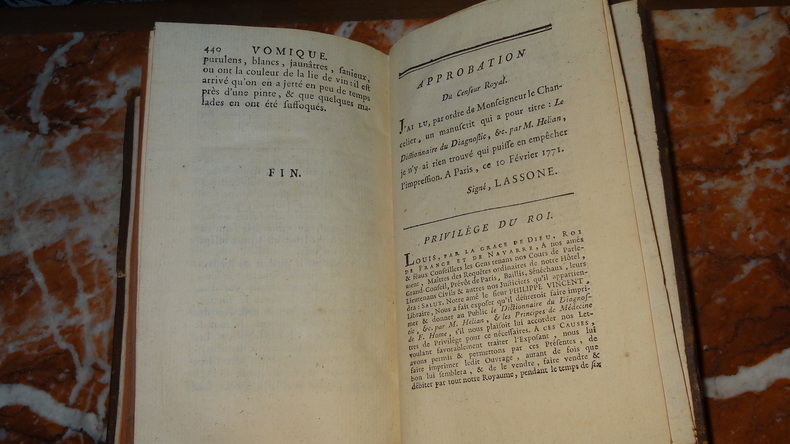 440 VOMIQUE.
purulens, blancs, jaunâtres, sanieux,
ou ont la couleur de la lie de vin : il est
arrivé qu'on en a jetté en peu de temps
près d'une pinte, & que quelques ma-
lades en ont été suffoqués.
FIN.
APPROBATION
Du Censeur Royal.
J'AI LU, par ordre de Monseigneur le Chan-
celier, un manuscrit qui a pour titre : Le
Dictionnaire du Diagnostic, &c. par M. Helian,
je n'y ai rien trouvé qui puisse en empêcher
l'impression. A Paris, ce 10 Février 1771.
Signé, LASSONE.
PRIVILÉGE DU ROI.
LOUIS, PAR LA GRACE DE DIEU, ROI
DE FRANCE ET DE NAVARRE, A nos amés
& féaux Conseillers les Gens tenans nos Cours de Parle-
ment, Maîtres des Requêtes ordinaires de notre Hôtel,
Grand Conseil, Prévôt de Paris, Baillis, Sénéchaux, leurs
Lieutenans Civils & autres nos Justiciers qu'il appartien-
dra : SALUT. Notre amé le sieur PHILIPPE VINCENT,
Libraire, Nous a fait exposer qu'il désireroit faire impri-
mer & donner au Public le Dictionnaire du Diagnos-
tic, &c. par M. Helian, & les Principes de Médecine
de F. Home, s'il nous plaisoit lui accorder nos Let-
tres de Privilége pour ce nécessaires. A CES CAUSES,
voulant favorablement traiter l'Exposant, nous lui
avons permis & permettons par ces Présentes, de
faire imprimer ledit Ouvrage, autant de fois que
bon lui semblera, & de le vendre, faire vendre &
débiter par tout notre Royaume, pendant le temps de six